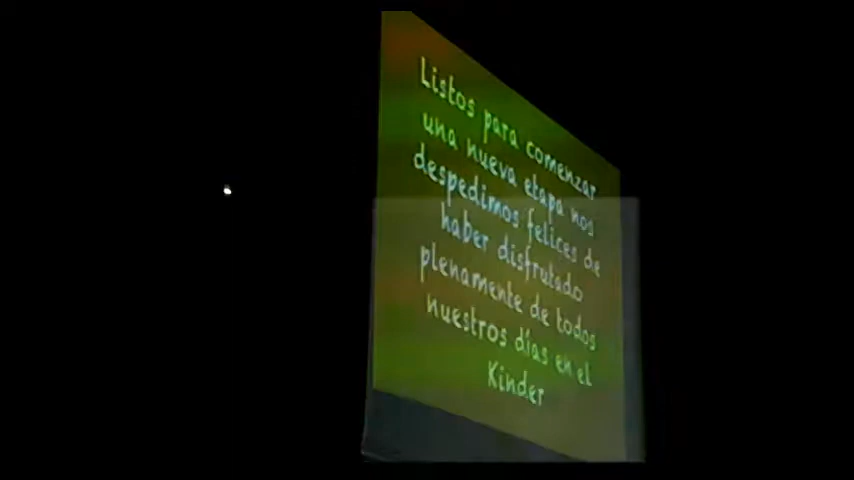 Listos para comenzar
una nueva etapa nos
despedimos felices de
haber disfrutado
plenamente de todos
nuestros días en el
Kinder